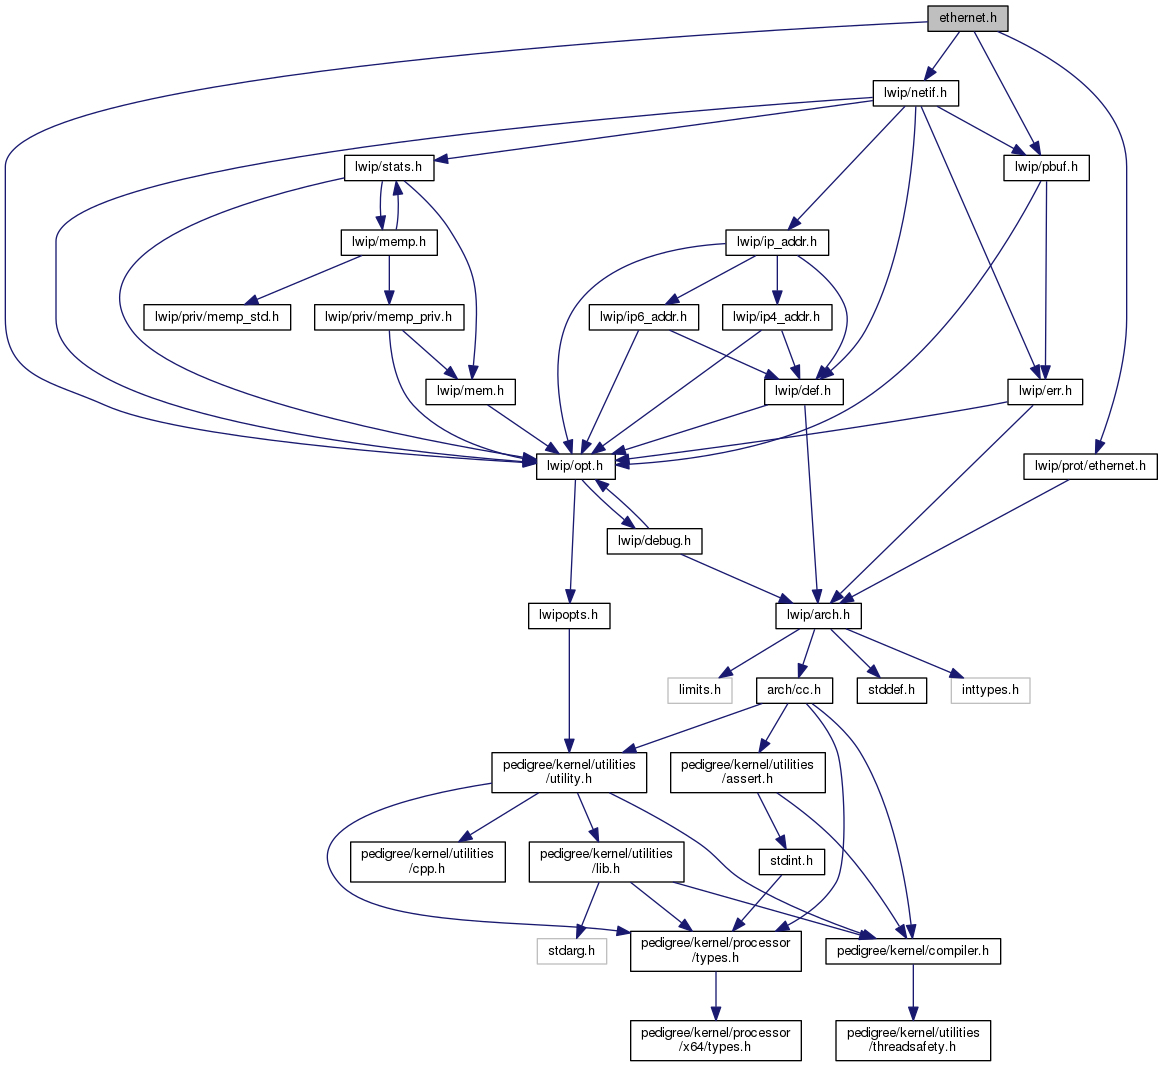 ethernet.h
lwip/netif.h
lwip/stats.h
lwip/pbuf.h
lwip/memp.h
lwip/ip_addr.h
lwip/priv/memp_std.h
lwip/priv/memp_priv.h
lwip/ip6_addr.h
lwip/ip4_addr.h
lwip/mem.h
lwip/def.h
lwip/err.h
lwip/opt.h
lwip/prot/ethernet.h
lwip/debug.h
lwipopts.h
lwip/arch.h
limits.h
arch/cc.h
stddef.h
inttypes.h
pedigree/kernel/utilities
/utility.h
pedigree/kernel/utilities
/assert.h
pedigree/kernel/utilities
/cpp.h
pedigree/kernel/utilities
/lib.h
stdint.h
stdarg.h
pedigree/kernel/processor
/types.h
pedigree/kernel/compiler.h
pedigree/kernel/processor
/x64/types.h
pedigree/kernel/utilities
/threadsafety.h